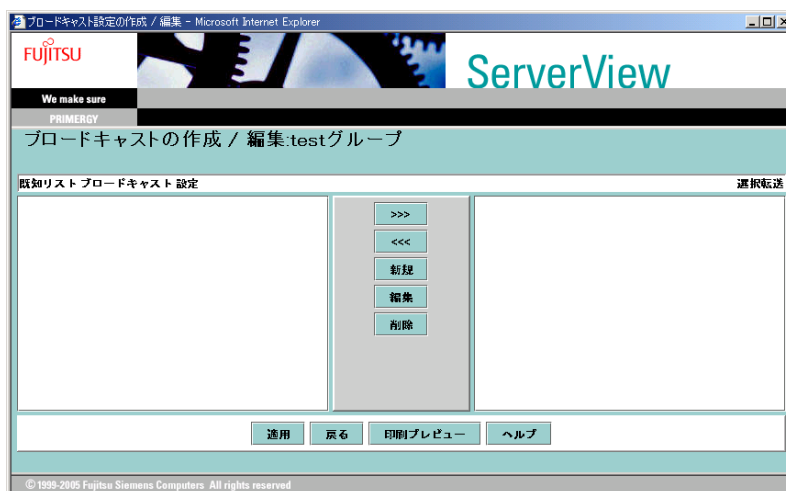 ブロードキャスト設定の作成 / 編集 - Microsoft Internet Explorer
FUJITSU
ServerView
We make sure
PRIMERGY
ブロードキャストの作成 / 編集:testグループ
既知リスト ブロードキャスト 設定
選択転送
>>>
<<<
新規
編集
削除
適用
戻る
印刷プレビュー
ヘルプ
© 1999-2005 Fujitsu Siemens Computers All rights reserved